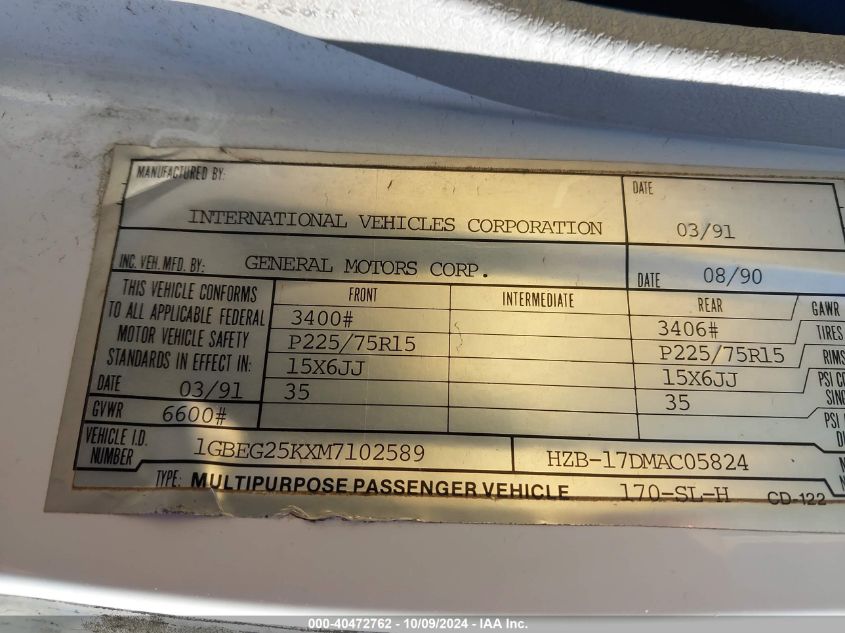 MANUFACTURED BY:
INTERNATIONAL VEHICLES CORPORATION
DATE
03/91
INC. VEH. MFD. BY: GENERAL MOTORS CORP.
DATE 08/90
THIS VEHICLE CONFORMS
TO ALL APPLICABLE FEDERAL
MOTOR VEHICLE SAFETY
STANDARDS IN EFFECT IN:
DATE 03/91
GVWR 6600#
FRONT INTERMEDIATE REAR
3400# 3406# GAWR
P225/75R15 P225/75R15 TIRES
15X6JJ 15X6JJ RIMS
35 35 PSI
VEHICLE I.D.
NUMBER 1GBEG25KXM7102589 HZB-17DMAC05824
TYPE: MULTIPURPOSE PASSENGER VEHICLE 170-SL-H CD-122
000-40472762 - 10/09/2024 - IAA Inc.